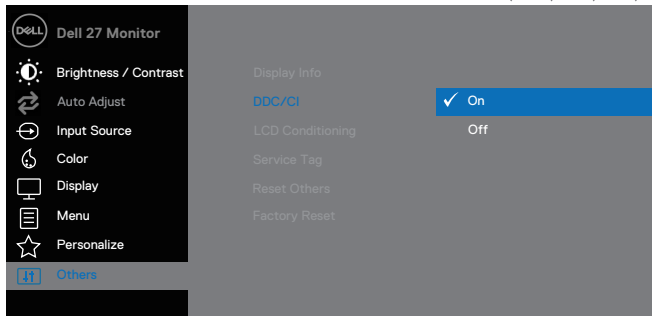 DELL Dell 27 Monitor
Brightness / Contrast Display Info
Auto Adjust DDC/CI On
Input Source LCD Conditioning Off
Color Service Tag
Display Reset Others
Menu Factory Reset
Personalize
Others